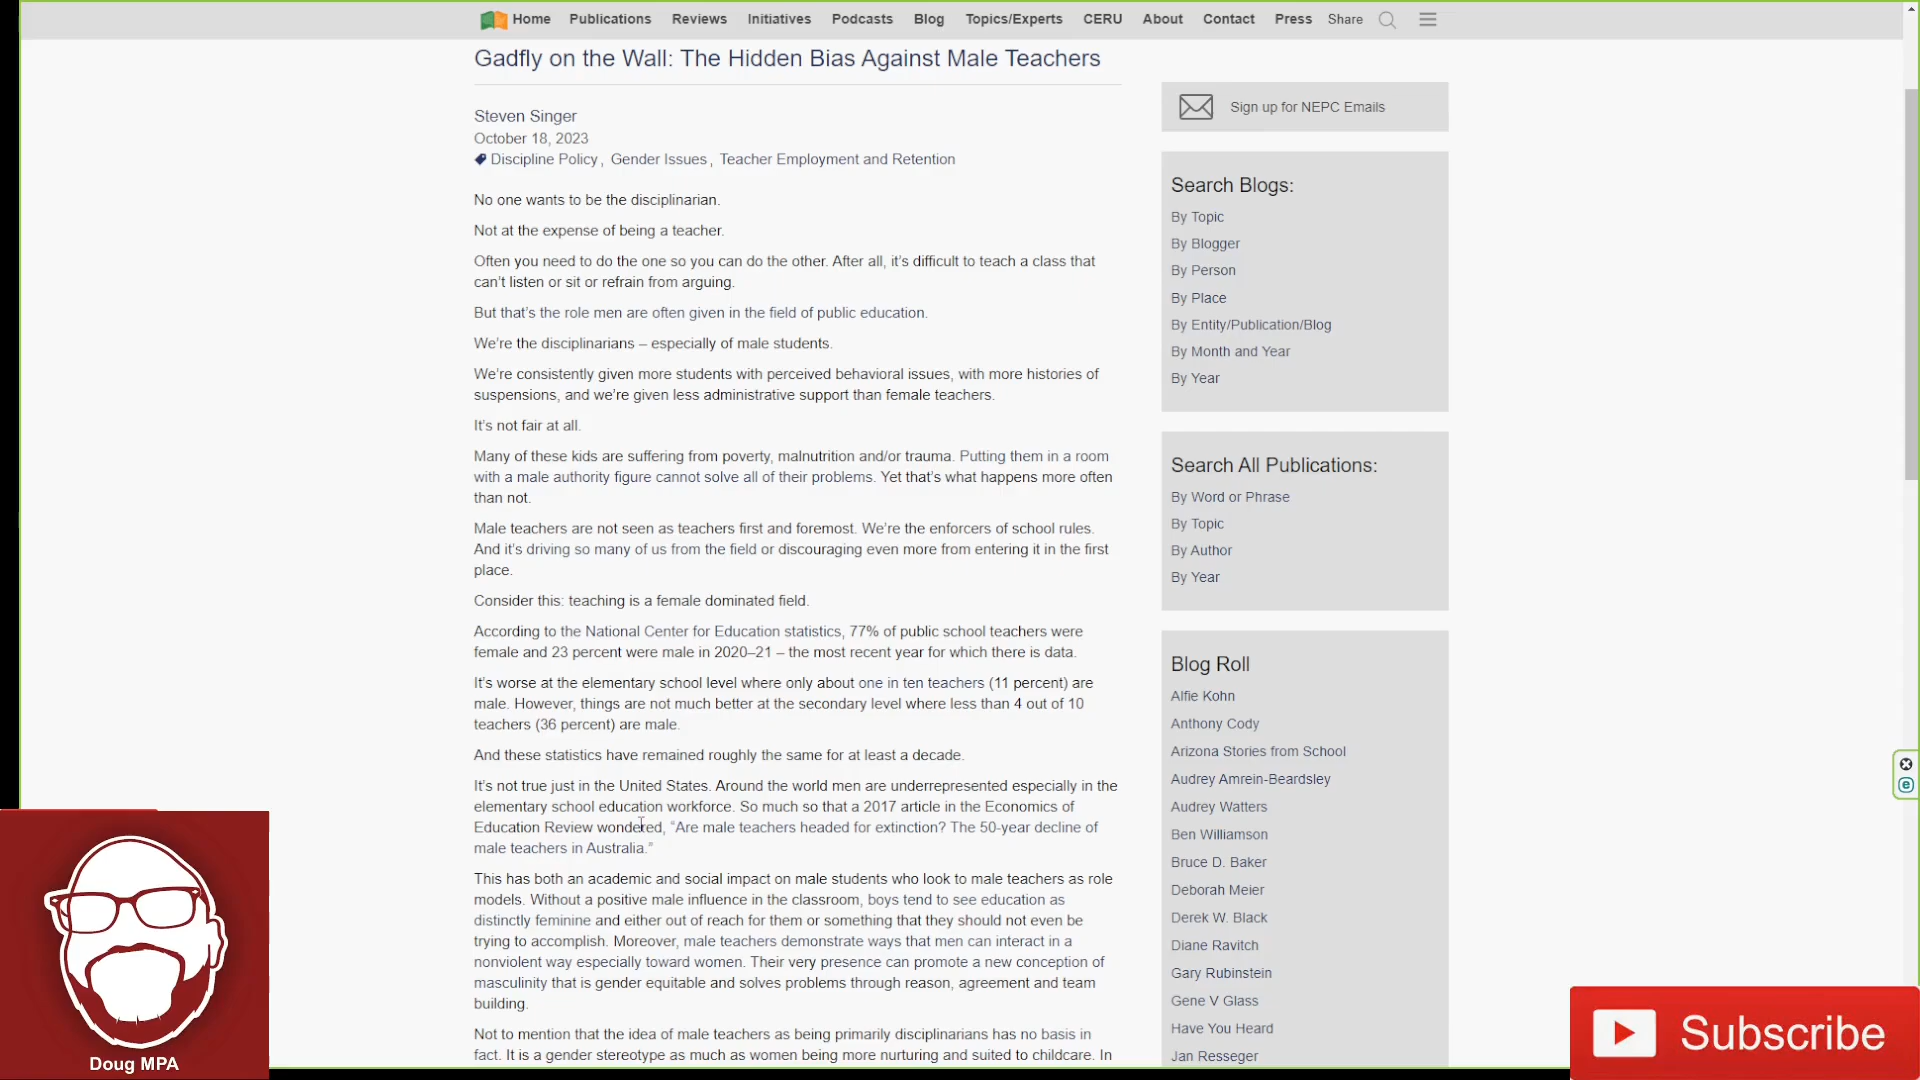 Home Publications Reviews Initiatives Podcasts Blog Topics/Experts CERU About Contact Press Share
Gadfly on the Wall: The Hidden Bias Against Male Teachers
Steven Singer
October 18, 2023
Discipline Policy, Gender Issues, Teacher Employment and Retention
No one wants to be the disciplinarian.
Not at the expense of being a teacher.
Often you need to do the one so you can do the other. After all, it's difficult to teach a class that
can't listen or sit or refrain from arguing.
But that's the role men are often given in the field of public education.
We're the disciplinarians – especially of male students.
We're consistently given more students with perceived behavioral issues, with more histories of
suspensions, and we're given less administrative support than female teachers.
It's not fair at all.
Many of these kids are suffering from poverty, malnutrition and/or trauma. Putting them in a room
with a male authority figure cannot solve all of their problems. Yet that's what happens more often
than not.
Male teachers are not seen as teachers first and foremost. We're the enforcers of school rules.
And it's driving so many of us from the field or discouraging even more from entering it in the first
place.
Consider this: teaching is a female dominated field.
According to the National Center for Education statistics, 77% of public school teachers were
female and 23 percent were male in 2020–21 – the most recent year for which there is data.
It's worse at the elementary school level where only about one in ten teachers (11 percent) are
male. However, things are not much better at the secondary level where less than 4 out of 10
teachers (36 percent) are male.
And these statistics have remained roughly the same for at least a decade.
It's not true just in the United States. Around the world men are underrepresented especially in the
elementary school education workforce. So much so that a 2017 article in the Economics of
Education Review wondered, “Are male teachers headed for extinction? The 50-year decline of
male teachers in Australia.”
This has both an academic and social impact on male students who look to male teachers as role
models. Without a positive male influence in the classroom, boys tend to see education as
distinctly feminine and either out of reach for them or something that they should not even be
trying to accomplish. Moreover, male teachers demonstrate ways that men can interact in a
nonviolent way especially toward women. Their very presence can promote a new conception of
masculinity that is gender equitable and solves problems through reason, agreement and team
building.
Not to mention that the idea of male teachers as being primarily disciplinarians has no basis in
fact. It is a gender stereotype as much as women being more nurturing and suited to childcare. In
Sign up for NEPC Emails
Search Blogs:
By Topic
By Blogger
By Person
By Place
By Entity/Publication/Blog
By Month and Year
By Year
Search All Publications:
By Word or Phrase
By Topic
By Author
By Year
Blog Roll
Alfie Kohn
Anthony Cody
Arizona Stories from School
Audrey Amrein-Beardsley
Audrey Watters
Ben Williamson
Bruce D. Baker
Deborah Meier
Derek W. Black
Diane Ravitch
Gary Rubinstein
Gene V Glass
Have You Heard
Jan Resseger
Doug MPA
Subscribe